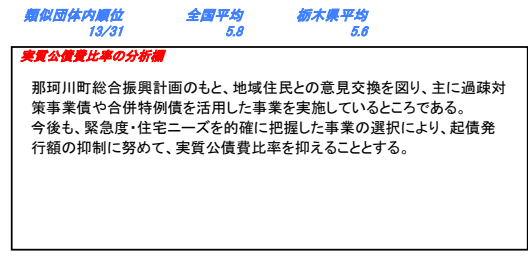 類似団体内順位 全国平均 栃木県平均
13/31 5.8 5.6
実質公債費比率の分析欄
那珂川町総合振興計画のもと、地域住民との意見交換を図り、主に過疎対
策事業債や合併特例債を活用した事業を実施しているところである。
今後も、緊急度・住宅ニーズを的確に把握した事業の選択により、起債発
行額の抑制に努めて、実質公債費比率を抑えることとする。